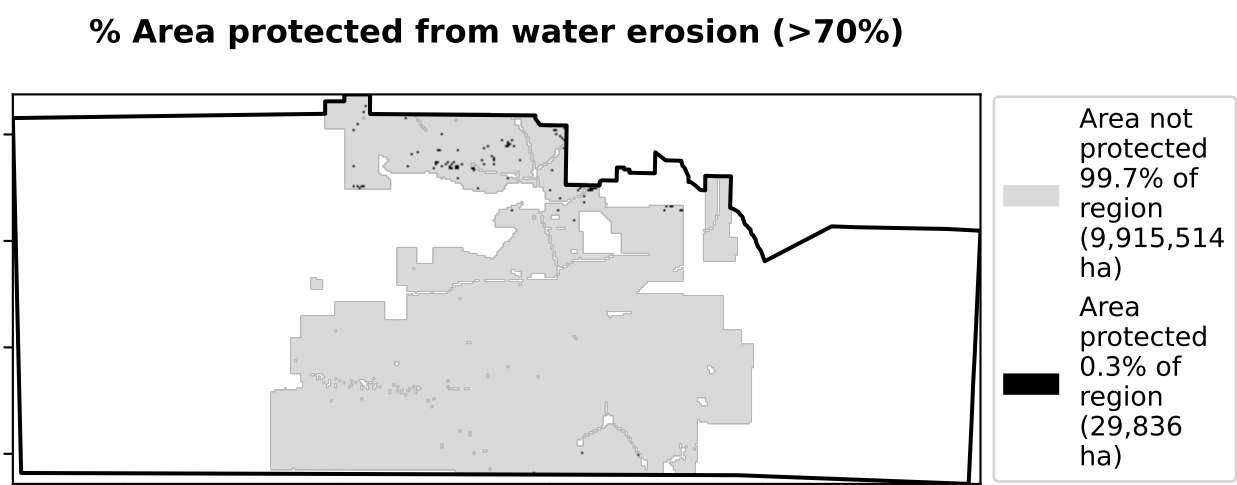 % Area protected from water erosion (>70%)
Area not
protected
99.7% of
region
(9,915,514
ha)
Area
protected
0.3% of
region
(29,836
ha)